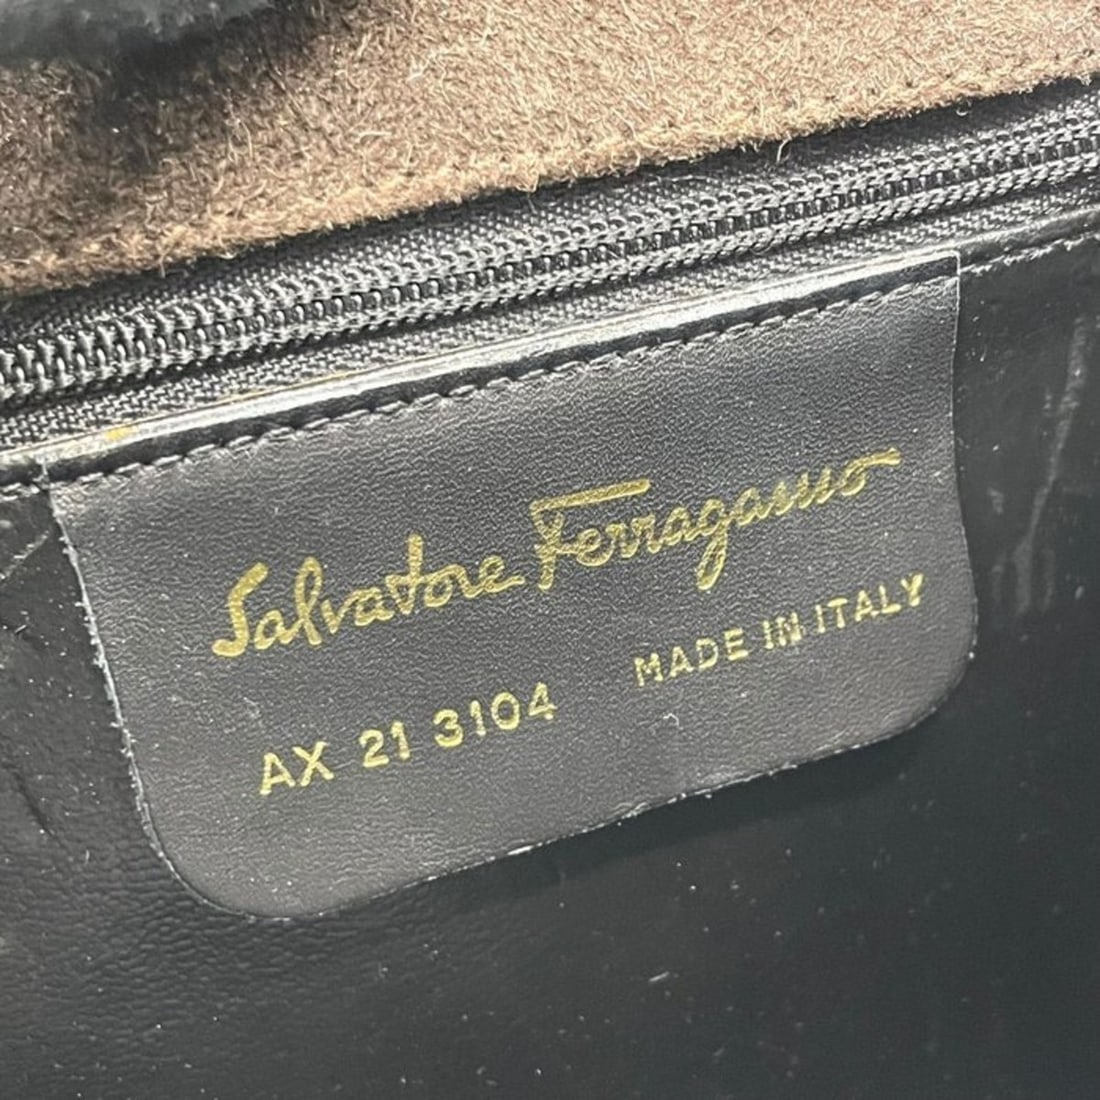 Salvatore Ferragamo
AX 21 3104 MADE IN ITALY